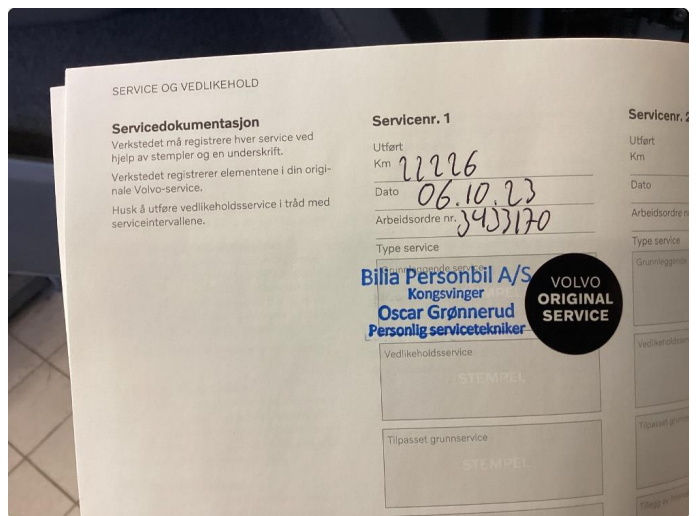 SERVICE OG VEDLIKEHOLD
Servicedokumentasjon
Verkstedet må registrere hver service ved
hjelp av stempler og en underskrift.
Verkstedet registrerer elementene i din origi-
nale Volvo-service.
Husk å utføre vedlikeholdsservice i tråd med
serviceintervallene.
Servicenr. 1
Utført
Km 22226
Dato 06.10.23
Arbeidsordre nr. 3433170
Type service
Grunnleggende service
Bilia Personbil A/S
Kongsvinger
Oscar Grønnerud
Personlig servicetekniker
VOLVO
ORIGINAL
SERVICE
Vedlikeholdsservice
STEMPEL
Tilpasset grunnservice
STEMPEL
Servicenr. 2
Utført
Km
Dato
Arbeidsordre
Type service
Grunnleggende